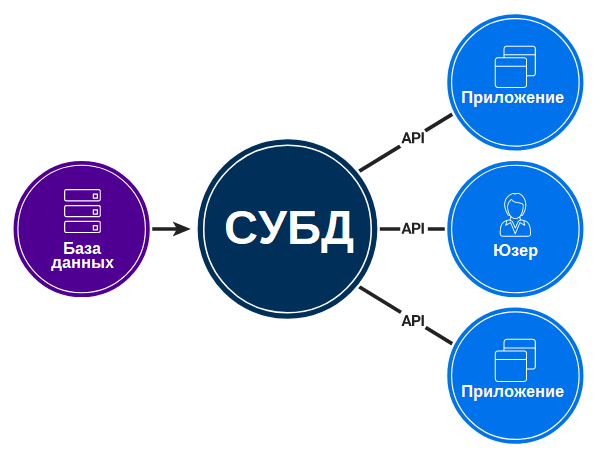 Приложение
API
База
данных
СУБД
API
Юзер
API
Приложение